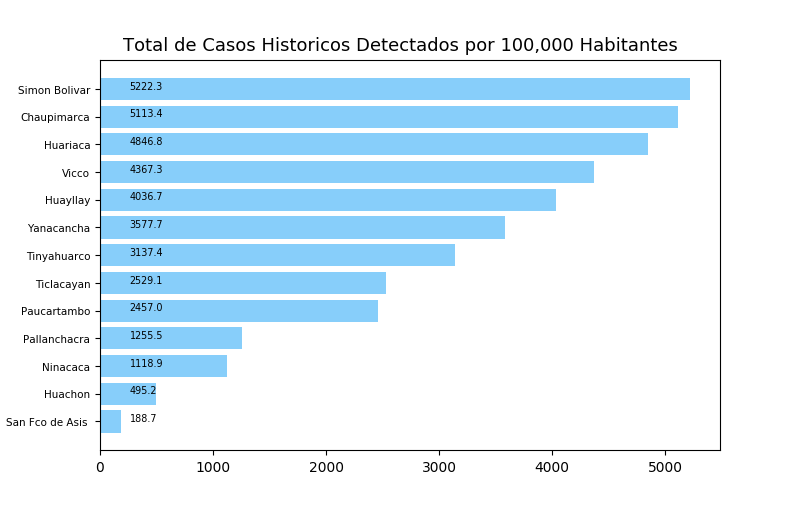 Total de Casos Historicos Detectados por 100,000 Habitantes
Simon Bolivar 5222.3
Chaupimarca 5113.4
Huariaca 4846.8
Vicco 4367.3
Huayllay 4036.7
Yanacancha 3577.7
Tinyahuarco 3137.4
Ticlacayan 2529.1
Paucartambo 2457.0
Pallanchacra 1255.5
Ninacaca 1118.9
Huachon 495.2
San Fco de Asis 188.7
0 1000 2000 3000 4000 5000